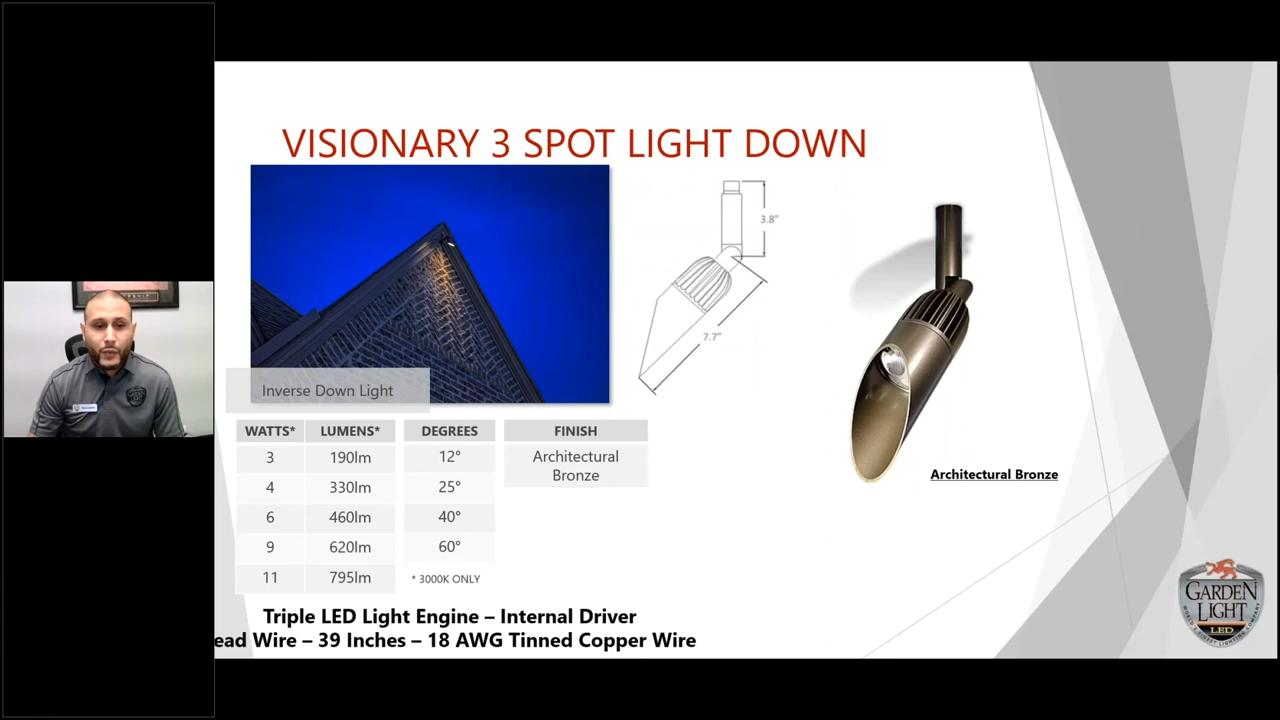 VISIONARY 3 SPOT LIGHT DOWN
3.8"
7.7"
Inverse Down Light
WATTS* LUMENS* DEGREES FINISH
3 190lm 12° Architectural Bronze
4 330lm 25°
6 460lm 40°
9 620lm 60°
11 795lm * 3000K ONLY
Architectural Bronze
Triple LED Light Engine – Internal Driver
Wire – 39 Inches – 18 AWG Tinned Copper Wire
GARDEN
LIGHT
LED